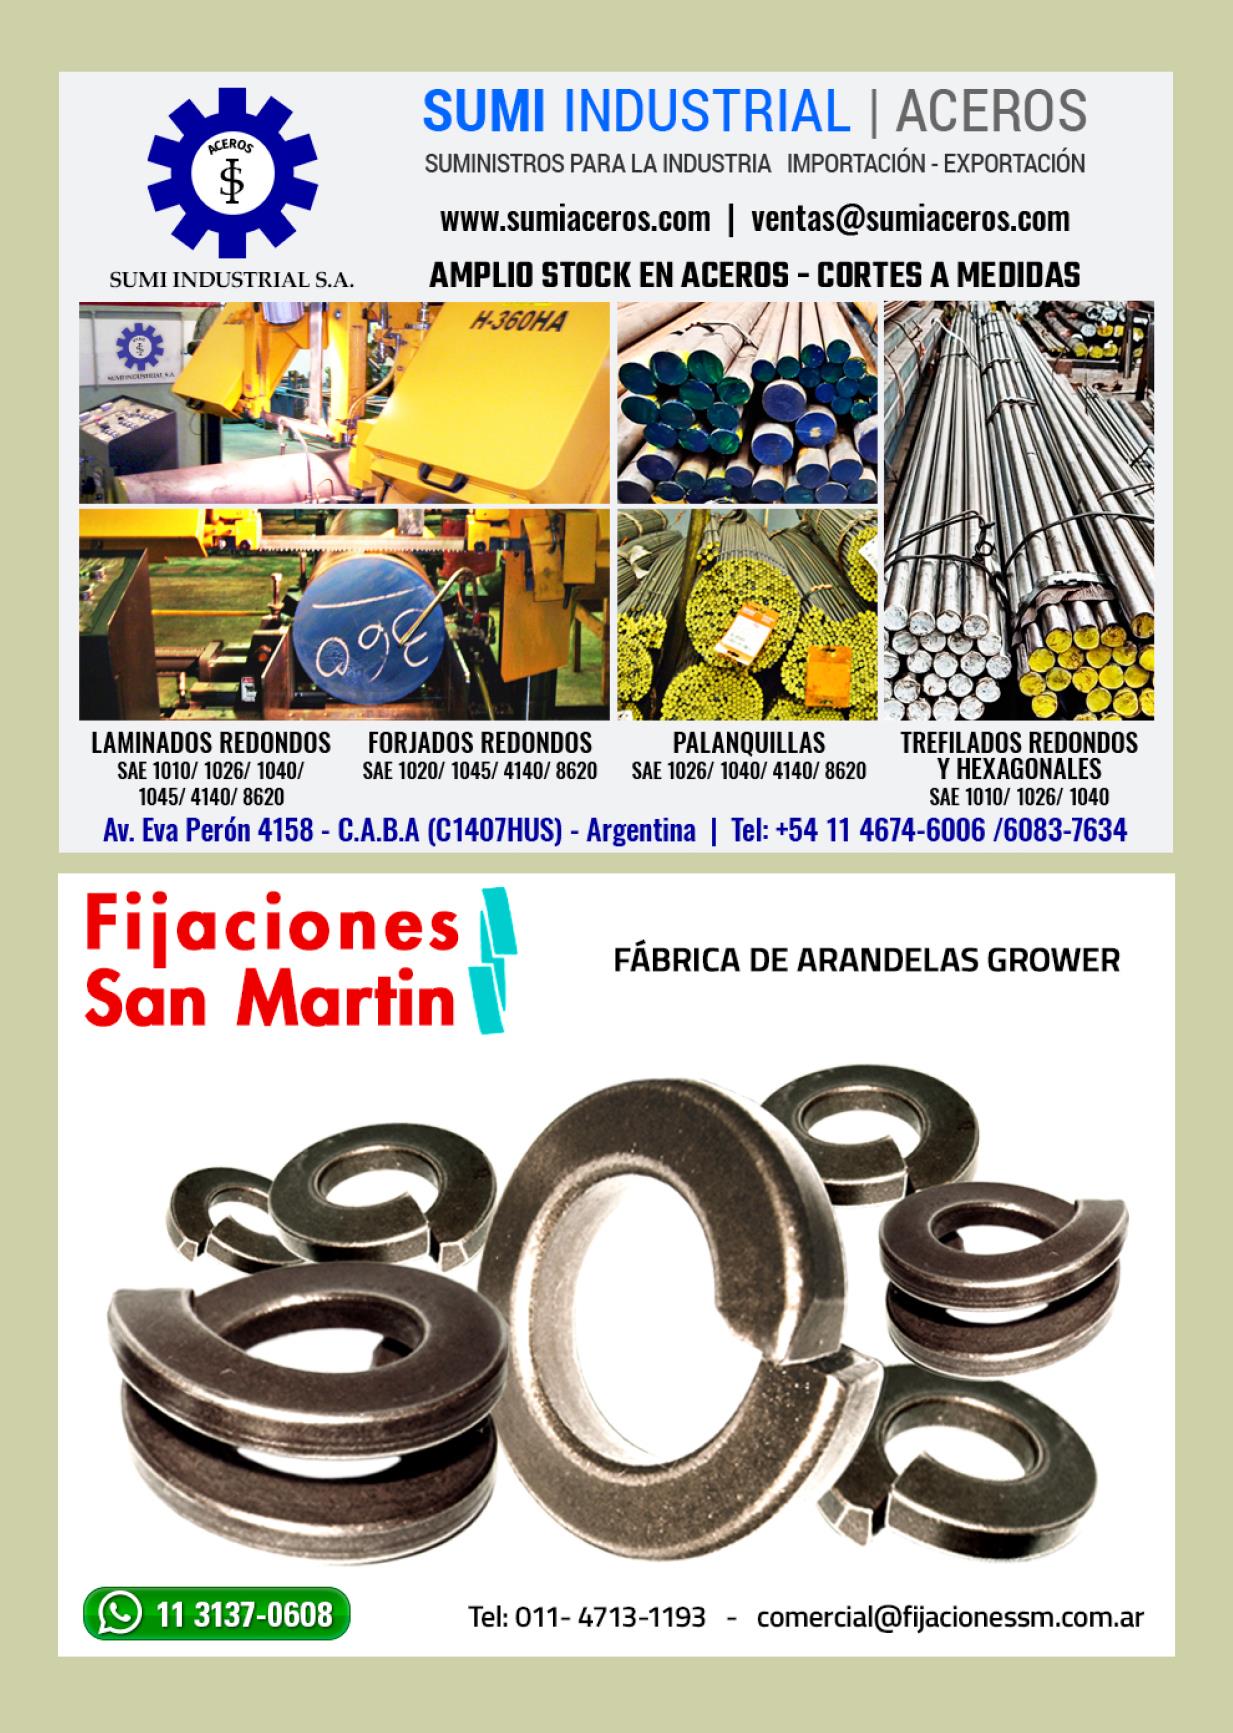 ACEROS
SI
SUMI INDUSTRIAL S.A.
SUMI INDUSTRIAL | ACEROS
SUMINISTROS PARA LA INDUSTRIA IMPORTACIÓN - EXPORTACIÓN
www.sumiaceros.com | ventas@sumiaceros.com
AMPLIO STOCK EN ACEROS - CORTES A MEDIDAS
H-360HA
SUMI INDUSTRIAL S.A.
360
LAMINADOS REDONDOS
SAE 1010/ 1026/ 1040/
1045/ 4140/ 8620
FORJADOS REDONDOS
SAE 1020/ 1045/ 4140/ 8620
PALANQUILLAS
SAE 1026/ 1040/ 4140/ 8620
TREFILADOS REDONDOS
Y HEXAGONALES
SAE 1010/ 1026/ 1040
Av. Eva Perón 4158 - C.A.B.A (C1407HUS) - Argentina | Tel: +54 11 4674-6006 /6083-7634
Fijaciones
San Martin
FÁBRICA DE ARANDELAS GROWER
11 3137-0608
Tel: 011- 4713-1193 - comercial@fijacionessm.com.ar